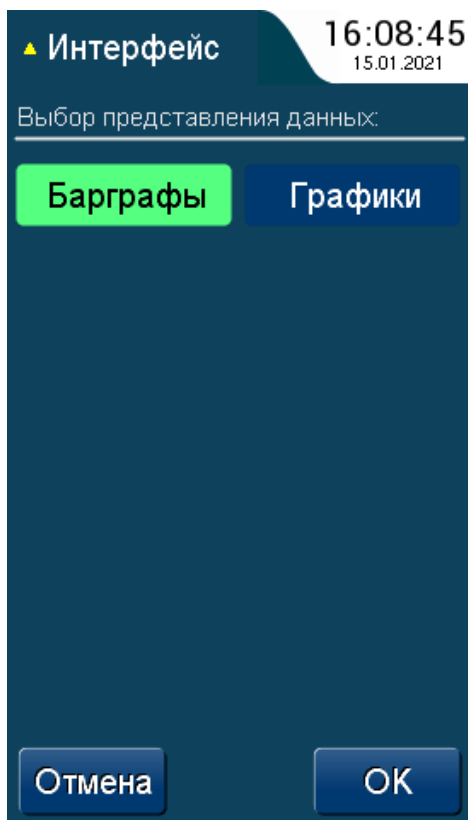 Интерфейс
16:08:45
15.01.2021
Выбор представления данных:
Барграфы
Графики
Отмена
OK